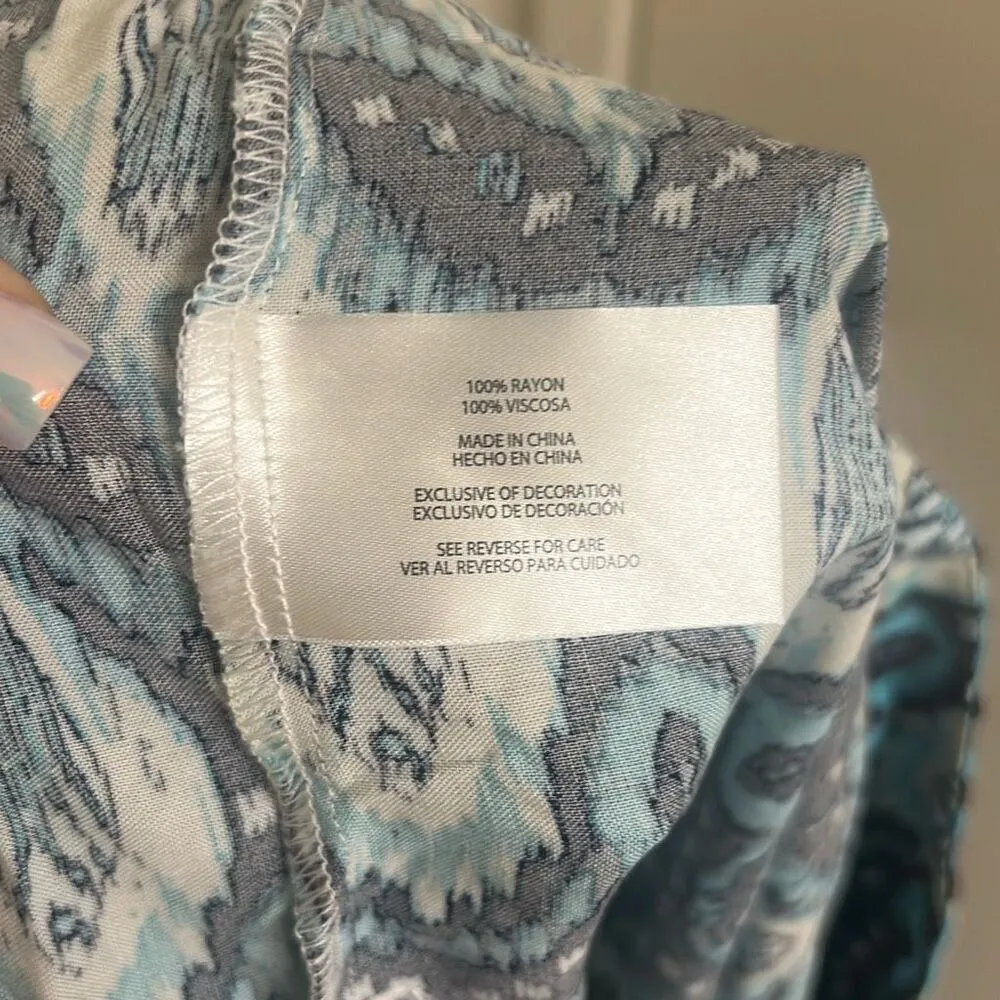 100% RAYON
100% VISCOSA
MADE IN CHINA
HECHO EN CHINA
EXCLUSIVE OF DECORATION
EXCLUSIVO DE DECORACIÓN
SEE REVERSE FOR CARE
VER AL REVERSO PARA CUIDADO